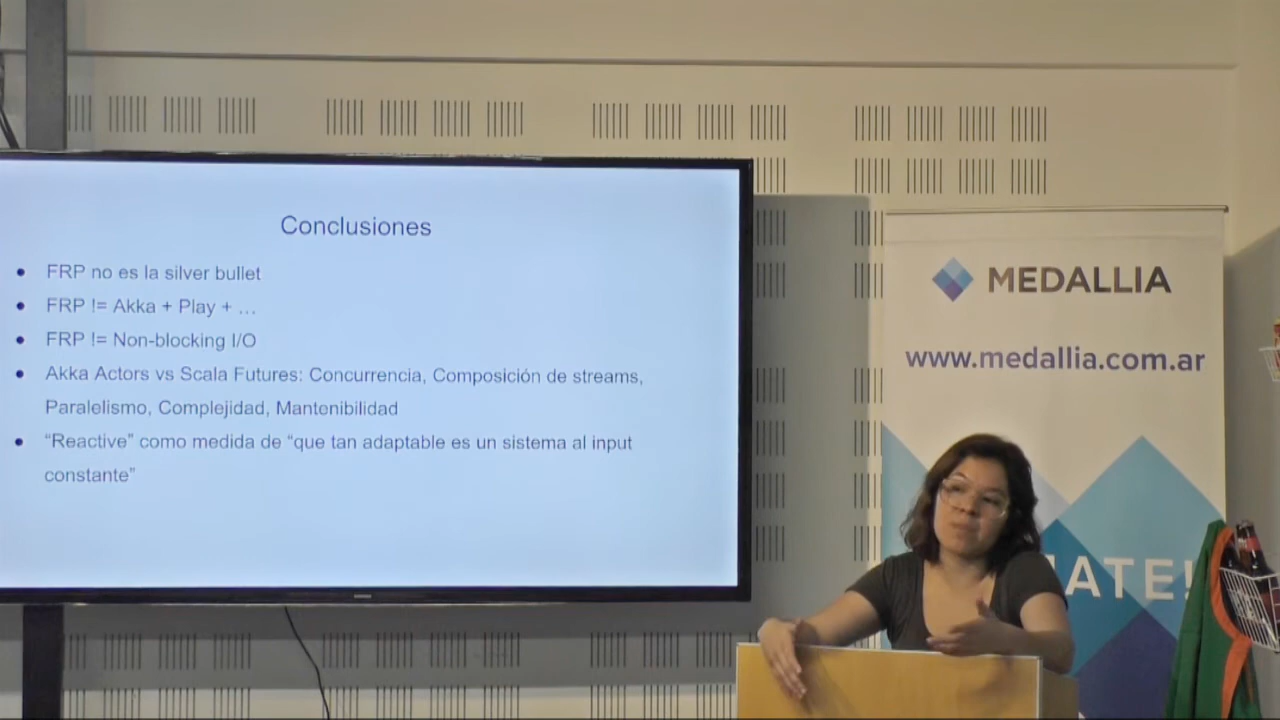 Conclusiones
● FRP no es la silver bullet
● FRP != Akka + Play + ...
● FRP != Non-blocking I/O
● Akka Actors vs Scala Futures: Concurrencia, Composición de streams,
Paralelismo, Complejidad, Mantenibilidad
● “Reactive” como medida de “que tan adaptable es un sistema al input
constante”
MEDALLIA
www.medallia.com.ar